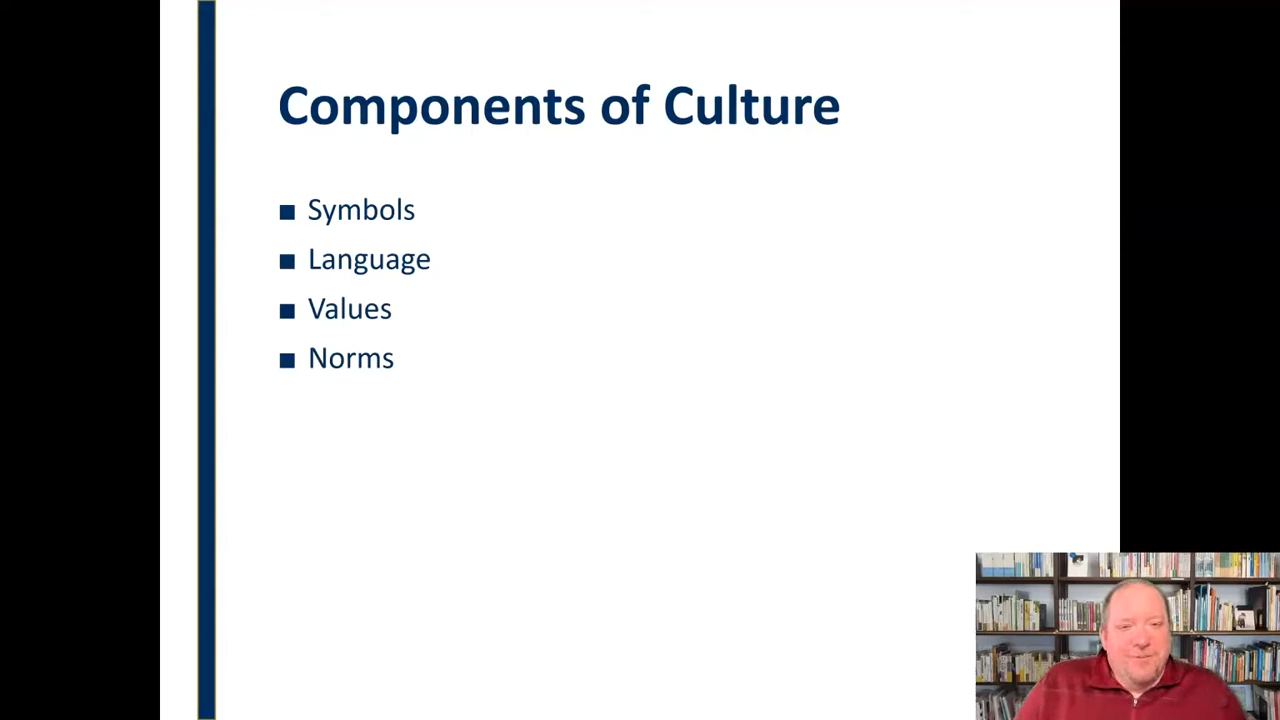 Components of Culture
■ Symbols
■ Language
■ Values
■ Norms